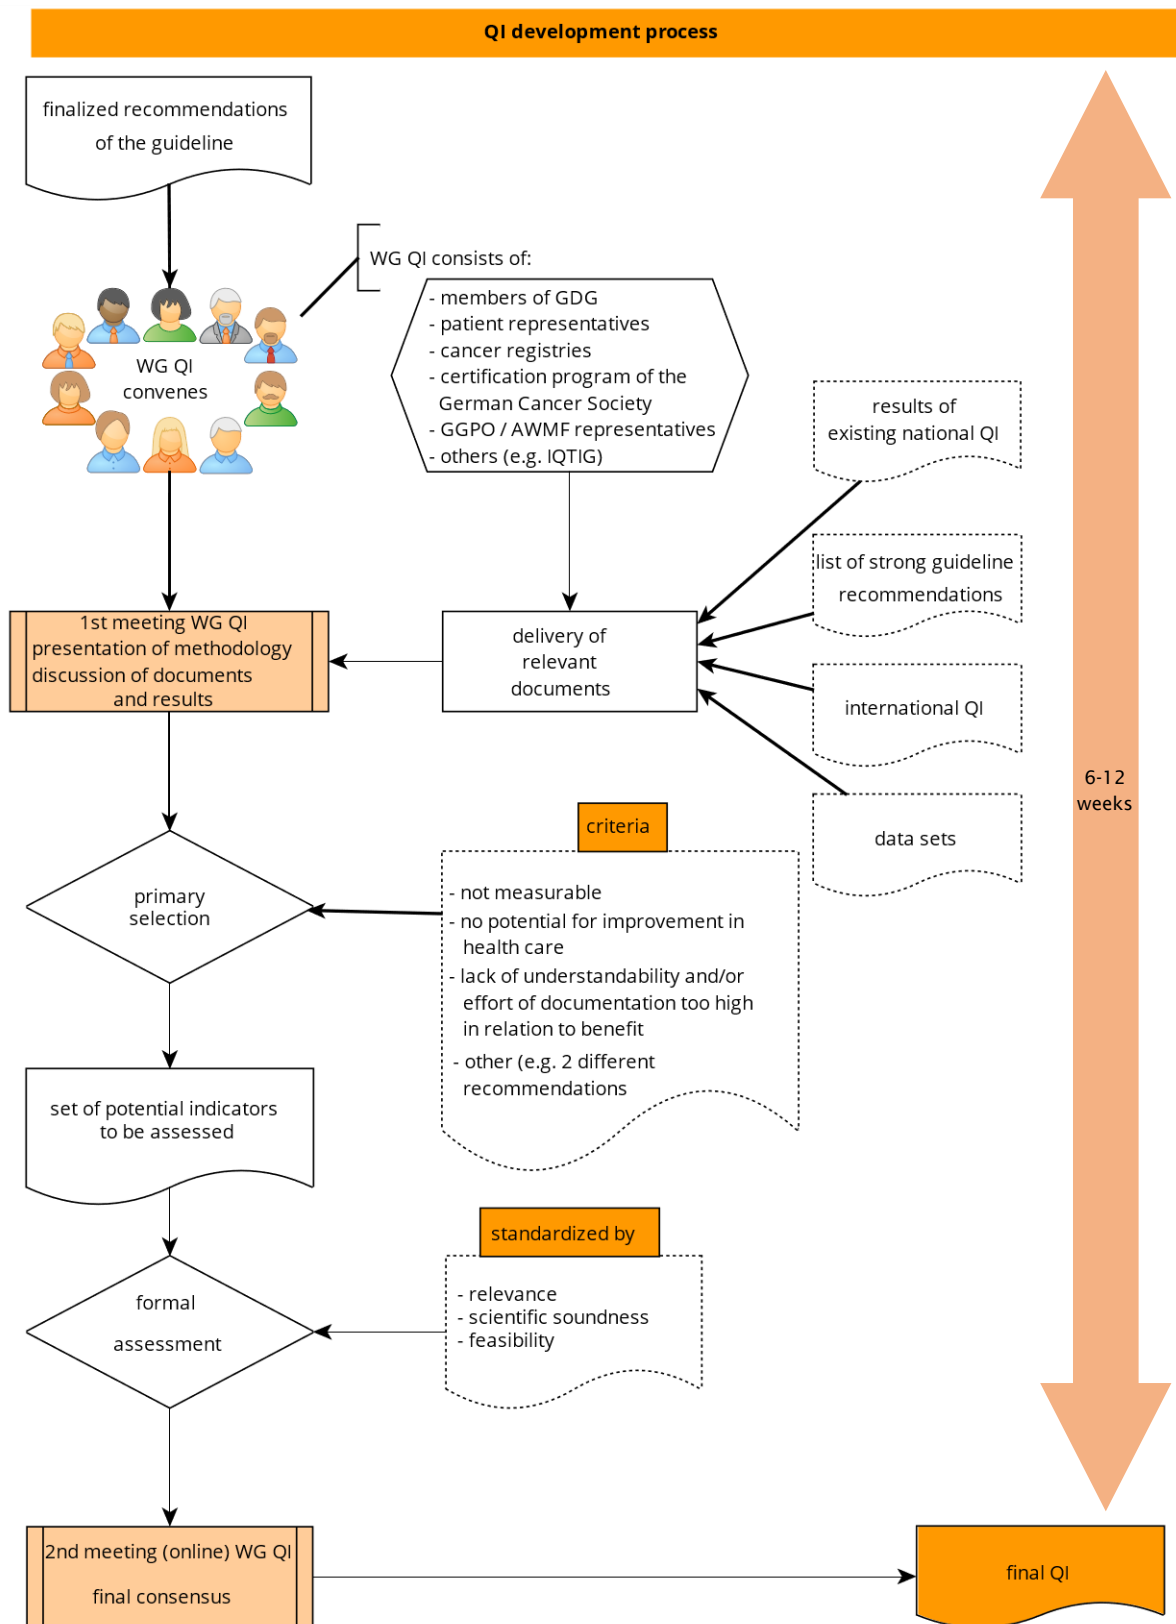 QI development process
finalized recommendations
of the guideline
WG QI consists of:
- members of GDG
- patient representatives
- cancer registries
- certification program of the
German Cancer Society
- GGPO / AWMF representatives
- others (e.g. IQTIG)
WG QI
convenes
results of
existing national QI
list of strong guideline
recommendations
international QI
data sets
delivery of
relevant
documents
1st meeting WG QI
presentation of methodology
discussion of documents
and results
6-12
weeks
primary
selection
criteria
- not measurable
- no potential for improvement in
health care
- lack of understandability and/or
effort of documentation too high
in relation to benefit
- other (e.g. 2 different
recommendations
set of potential indicators
to be assessed
formal
assessment
standardized by
- relevance
- scientific soundness
- feasibility
2nd meeting (online) WG QI
final consensus
final QI